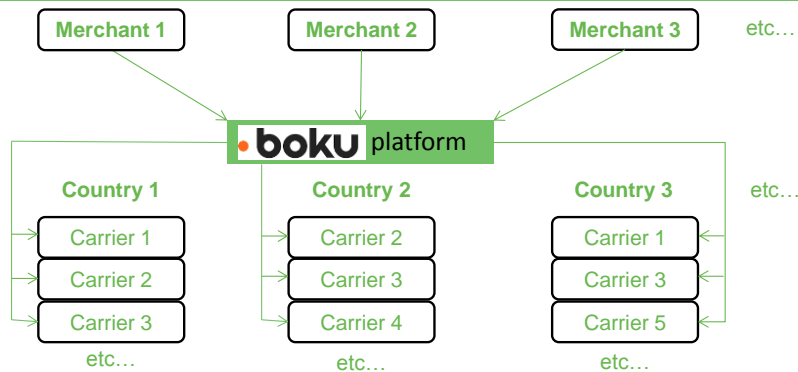 Merchant 1 Merchant 2 Merchant 3 etc…
boku platform
Country 1 Country 2 Country 3 etc…
Carrier 1 Carrier 2 Carrier 1
Carrier 2 Carrier 3 Carrier 3
Carrier 3 Carrier 4 Carrier 5
etc… etc… etc…